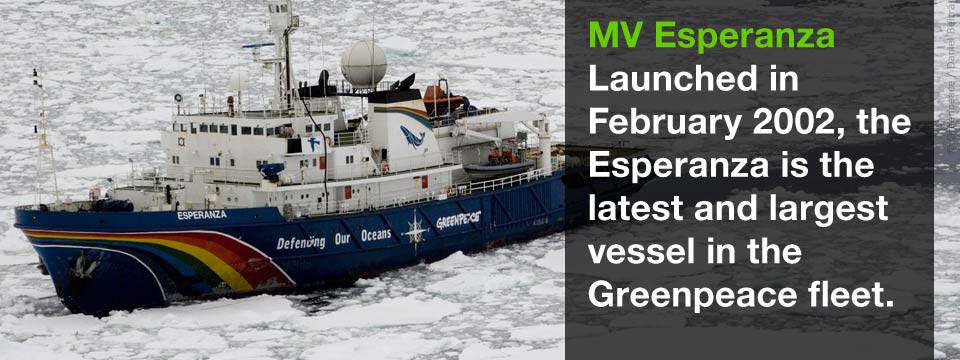 MV Esperanza
Launched in
February 2002, the
Esperanza is the
latest and largest
vessel in the
Greenpeace fleet.
ESPERANZA
Defending Our Oceans
GREENPEACE